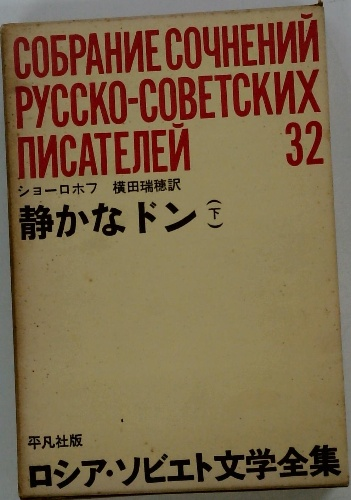 СОБРАНИЕ СОЧНЕНИЙ
РУССКО-СОВЕТСКИХ
ПИСАТЕЛЕЙ 32
ショーロホフ 横田瑞穂訳
静かなドン(下)
平凡社版
ロシア・ソビエト文学全集